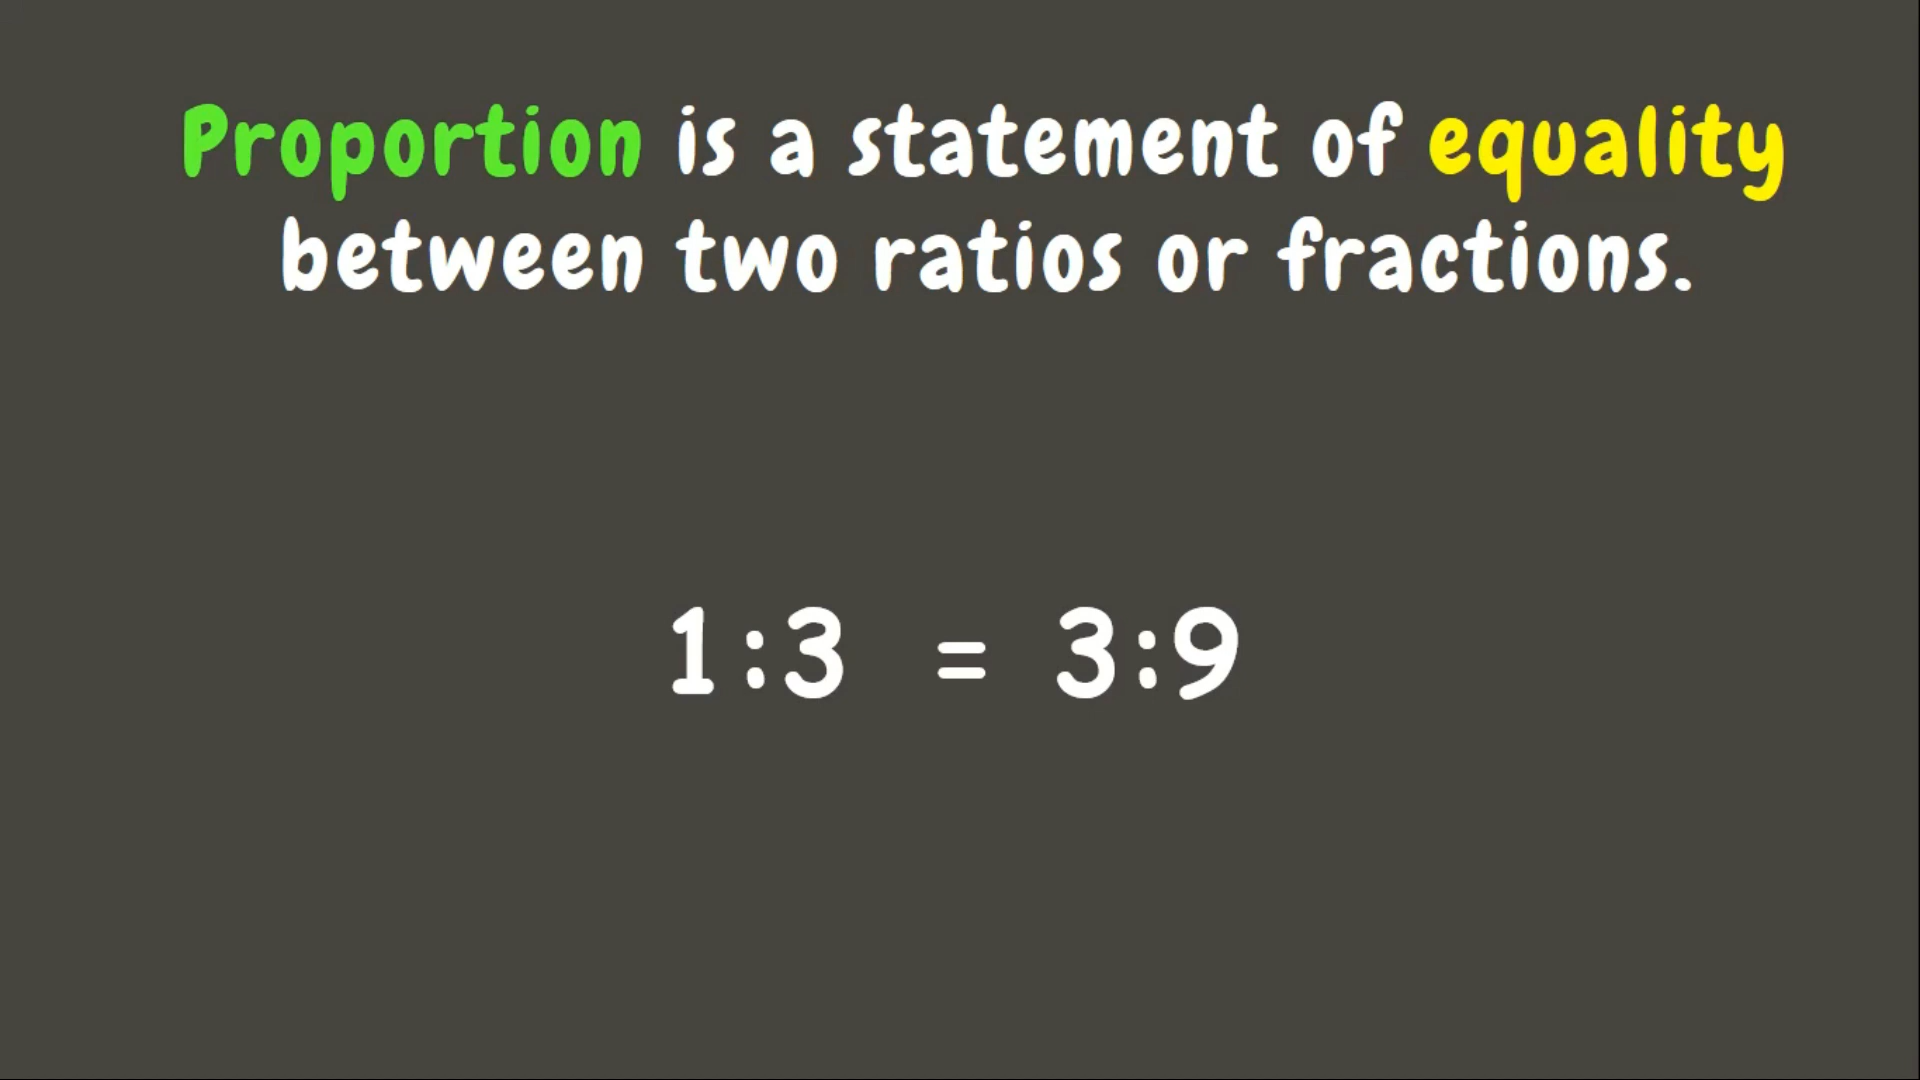 Proportion is a statement of equality
between two ratios or fractions.
1:3 = 3:9